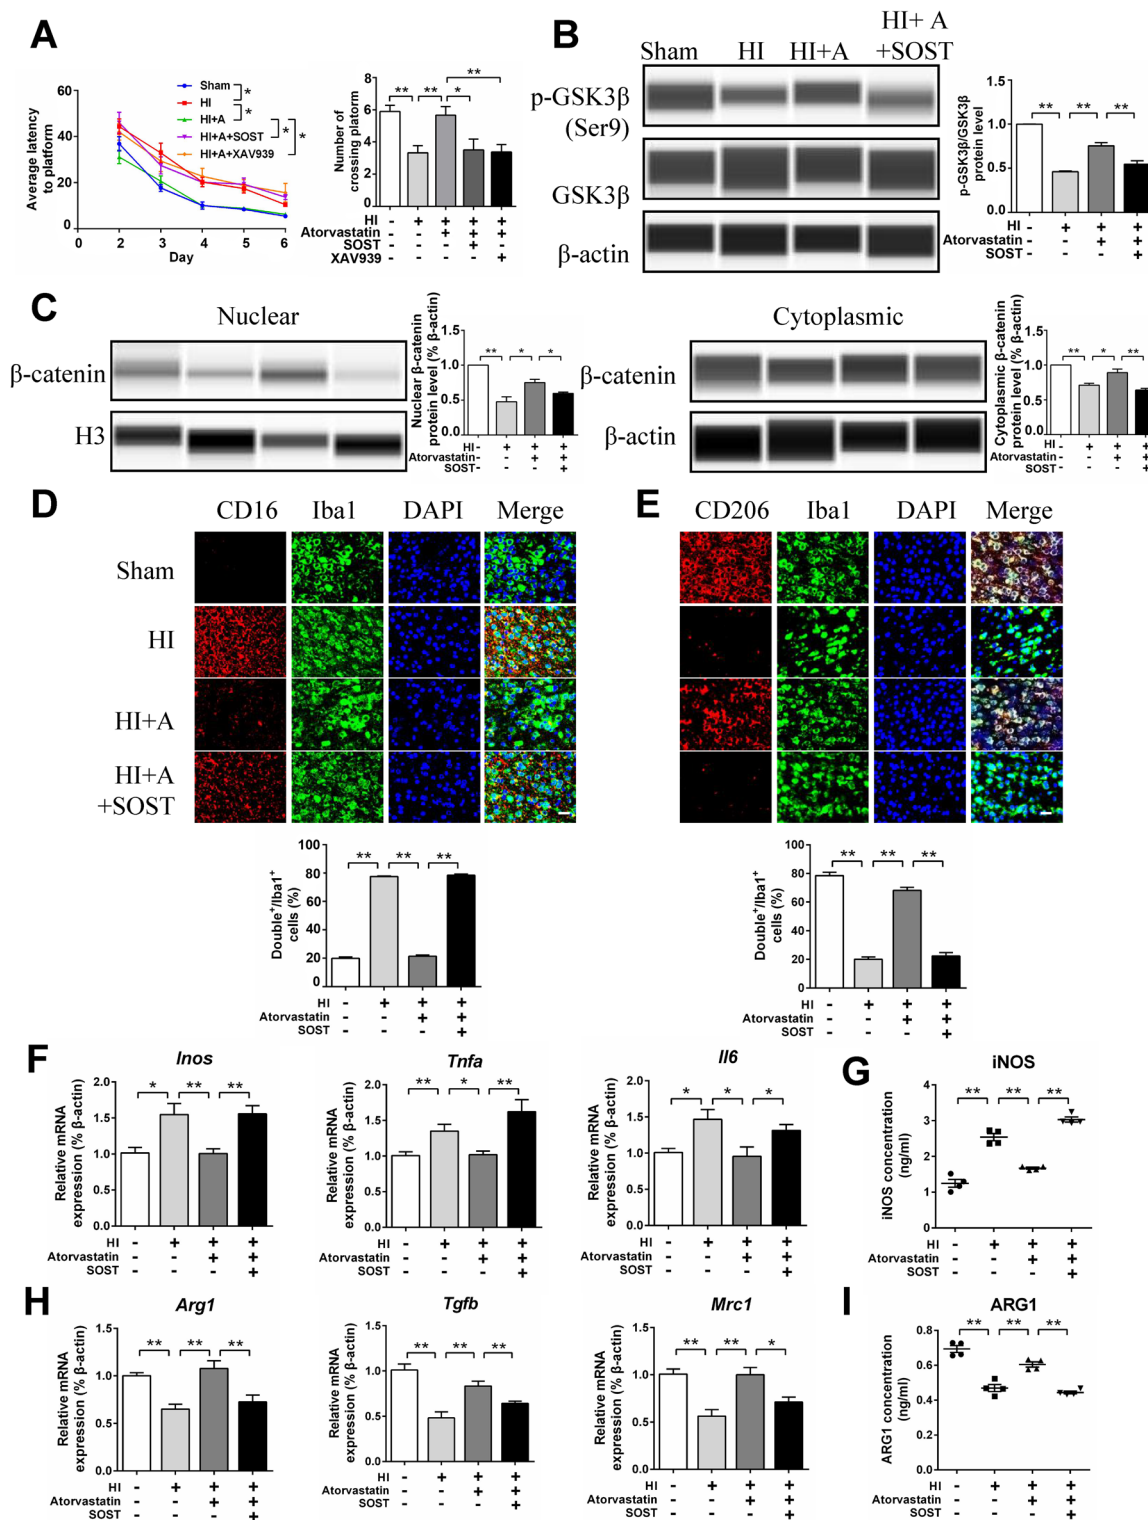 A
Sham
HI
HI+A
HI+A+SOST
HI+A+XAV939
*
*
*
*
Average latency
to platform
60
40
20
0
2 3 4 5 6
Day
Number of
crossing platorm
8
6
4
2
0
** ** * **
HI - + + + +
Atorvastatin - - + + +
SOST - - - + -
XAV939 - - - - +
B
Sham HI HI+A HI+ A
+SOST
p-GSK3β
(Ser9)
GSK3β
β-actin
p-GSK3β/GSK3β
protein level
1.5
1.0
0.5
0.0
** ** **
HI - + + +
Atorvastatin - - + +
SOST - - - +
C
Nuclear
β-catenin
H3
Nuclear β-catenin
protein level (% β-actin)
1.5
1.0
0.5
0.0
** * *
HI - + + +
Atorvastatin - - + +
SOST - - - +
Cytoplasmic
β-catenin
β-actin
Cytoplasmic β-catenin
protein level (% β-actin)
1.5
1.0
0.5
0.0
** * **
HI - + + +
Atorvastatin - - + +
SOST - - - +
D
CD16 Iba1 DAPI Merge
Sham
HI
HI+A
HI+A
+SOST
Double+/Iba1+
cells (%)
100
80
60
40
20
0
** ** **
HI - + + +
Atorvastatin - - + +
SOST - - - +
E
CD206 Iba1 DAPI Merge
Double+/Iba1+
cells (%)
100
80
60
40
20
0
** ** **
HI - + + +
Atorvastatin - - + +
SOST - - - +
F
Inos
Relative mRNA
expression (% β-actin)
2.0
1.5
1.0
0.5
0.0
* ** **
HI - + + +
Atorvastatin - - + +
SOST - - - +
Tnfa
Relative mRNA
expression (% β-actin)
2.0
1.5
1.0
0.5
0.0
** * **
HI - + + +
Atorvastatin - - + +
SOST - - - +
Il6
Relative mRNA
expression (% β-actin)
2.0
1.5
1.0
0.5
0.0
* * *
HI - + + +
Atorvastatin - - + +
SOST - - - +
G
iNOS
iNOS concentration
(ng/ml)
4
3
2
1
0
** ** **
HI - + + +
Atorvastatin - - + +
SOST - - - +
H
Arg1
Relative mRNA
expression (% β-actin)
1.5
1.0
0.5
0.0
** ** **
HI - + + +
Atorvastatin - - + +
SOST - - - +
Tgfb
Relative mRNA
expression (% β-actin)
1.5
1.0
0.5
0.0
** ** **
HI - + + +
Atorvastatin - - + +
SOST - - - +
Mrc1
Relative mRNA
expression (% β-actin)
1.5
1.0
0.5
0.0
** ** *
HI - + + +
Atorvastatin - - + +
SOST - - - +
I
ARG1
ARG1 concentration
(ng/ml)
0.6
0.4
0.2
0.0
** ** **
HI - + + +
Atorvastatin - - + +
SOST - - - +